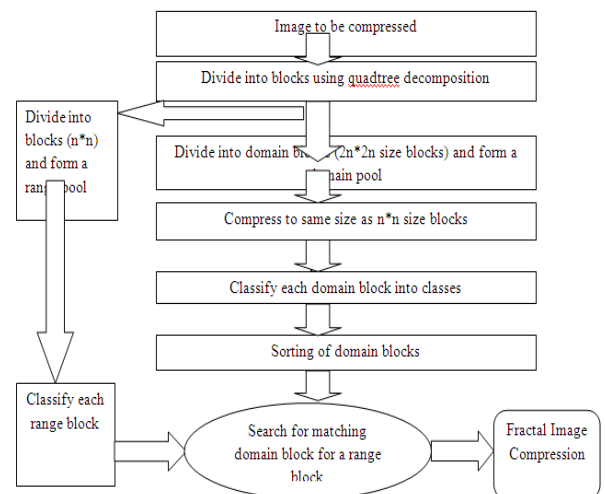 Image to be compressed
Divide into blocks using quadtree decomposition
Divide into
blocks (n*n)
and form a
pool
Divide into domain (2n*2n size blocks) and form a
pool
Compress to same size as n*n size blocks
Classify each domain block into classes
Sorting of domain blocks
Classify each
range block
Search for matching
domain block for a range
block
Fractal Image
Compression